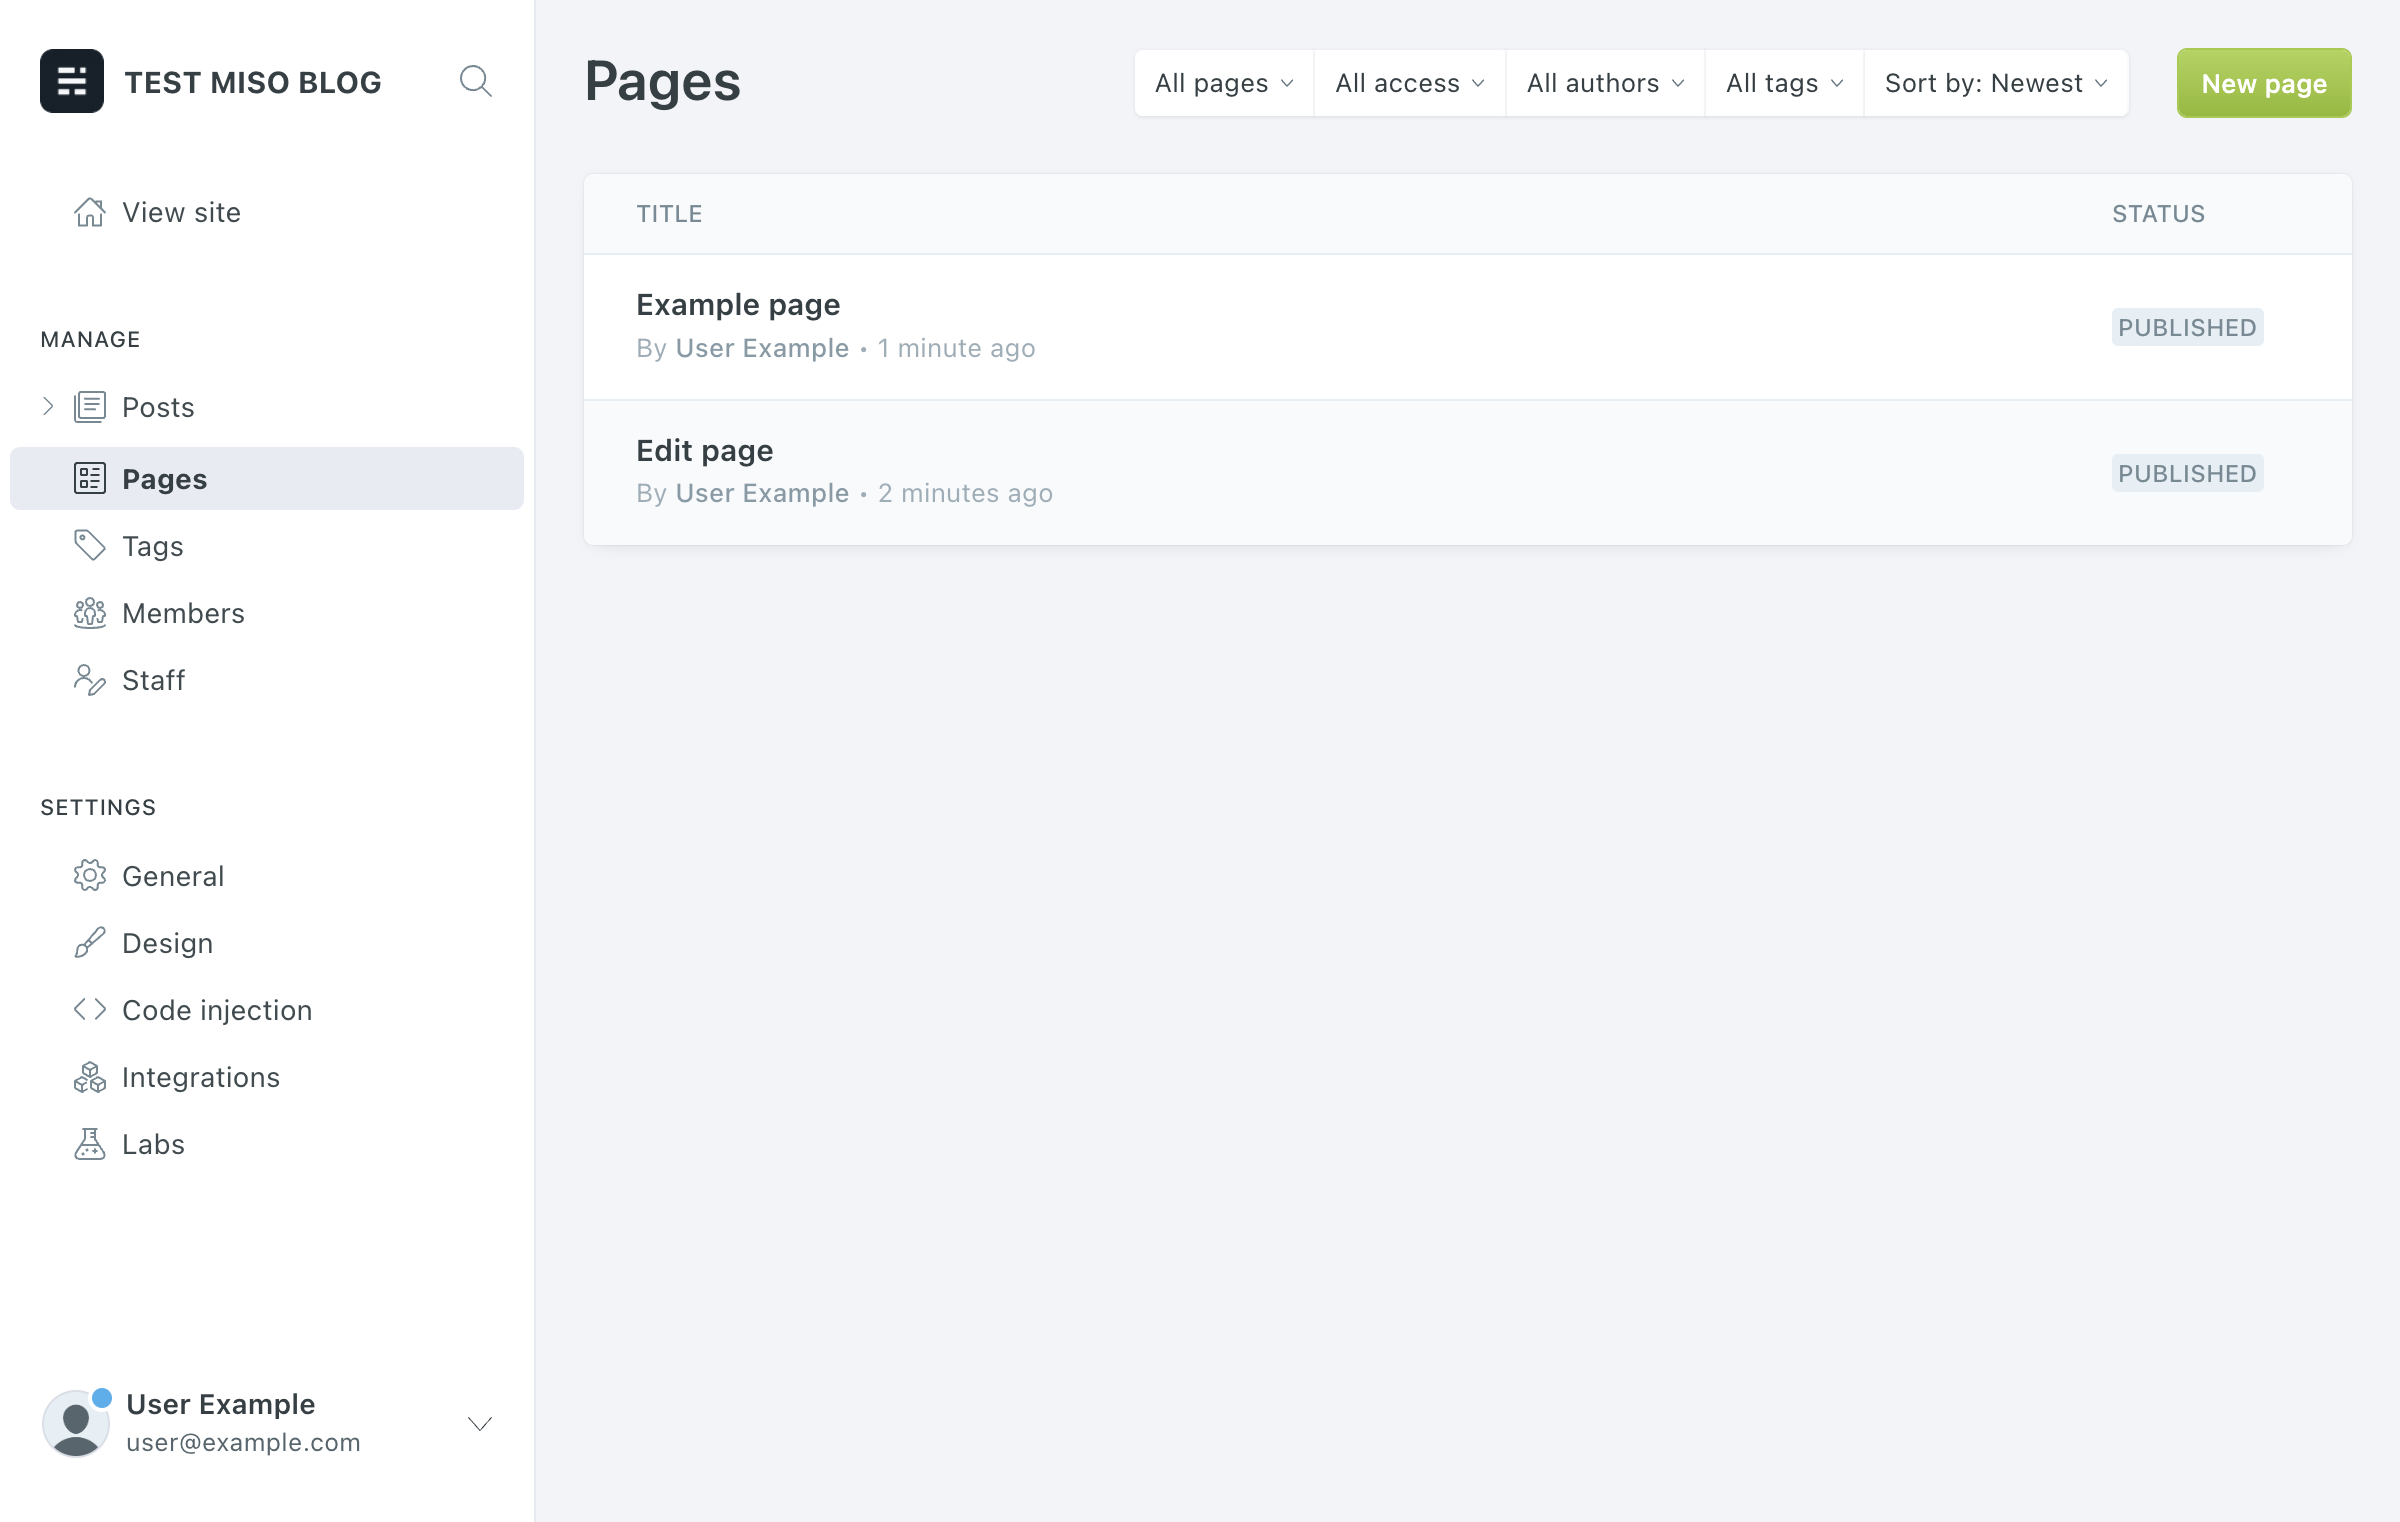 TEST MISO BLOG
View site
MANAGE
Posts
Pages
Tags
Members
Staff
SETTINGS
General
Design
Code injection
Integrations
Labs
User Example
user@example.com
Pages
All pages
All access
All authors
All tags
Sort by: Newest
New page
TITLE
STATUS
Example page
By User Example • 1 minute ago
PUBLISHED
Edit page
By User Example • 2 minutes ago
PUBLISHED